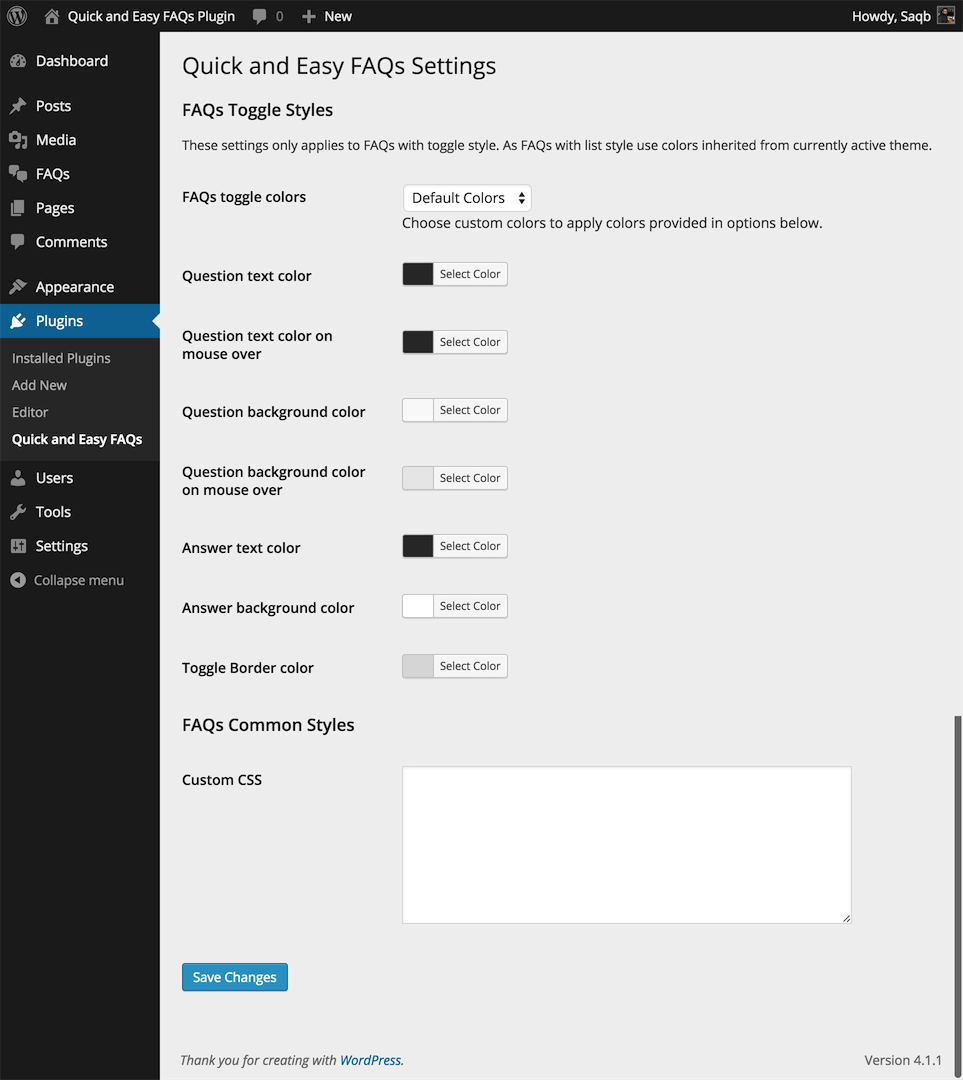 Quick and Easy FAQs Plugin 0 New Howdy, Saqb
Dashboard
Posts
Media
FAQs
Pages
Comments
Appearance
Plugins
Installed Plugins
Add New
Editor
Quick and Easy FAQs
Users
Tools
Settings
Collapse menu
Quick and Easy FAQs Settings
FAQs Toggle Styles
These settings only applies to FAQs with toggle style. As FAQs with list style use colors inherited from currently active theme.
FAQs toggle colors Default Colors
Choose custom colors to apply colors provided in options below.
Question text color Select Color
Question text color on
mouse over Select Color
Question background color Select Color
Question background color
on mouse over Select Color
Answer text color Select Color
Answer background color Select Color
Toggle Border color Select Color
FAQs Common Styles
Custom CSS
Save Changes
Thank you for creating with WordPress. Version 4.1.1